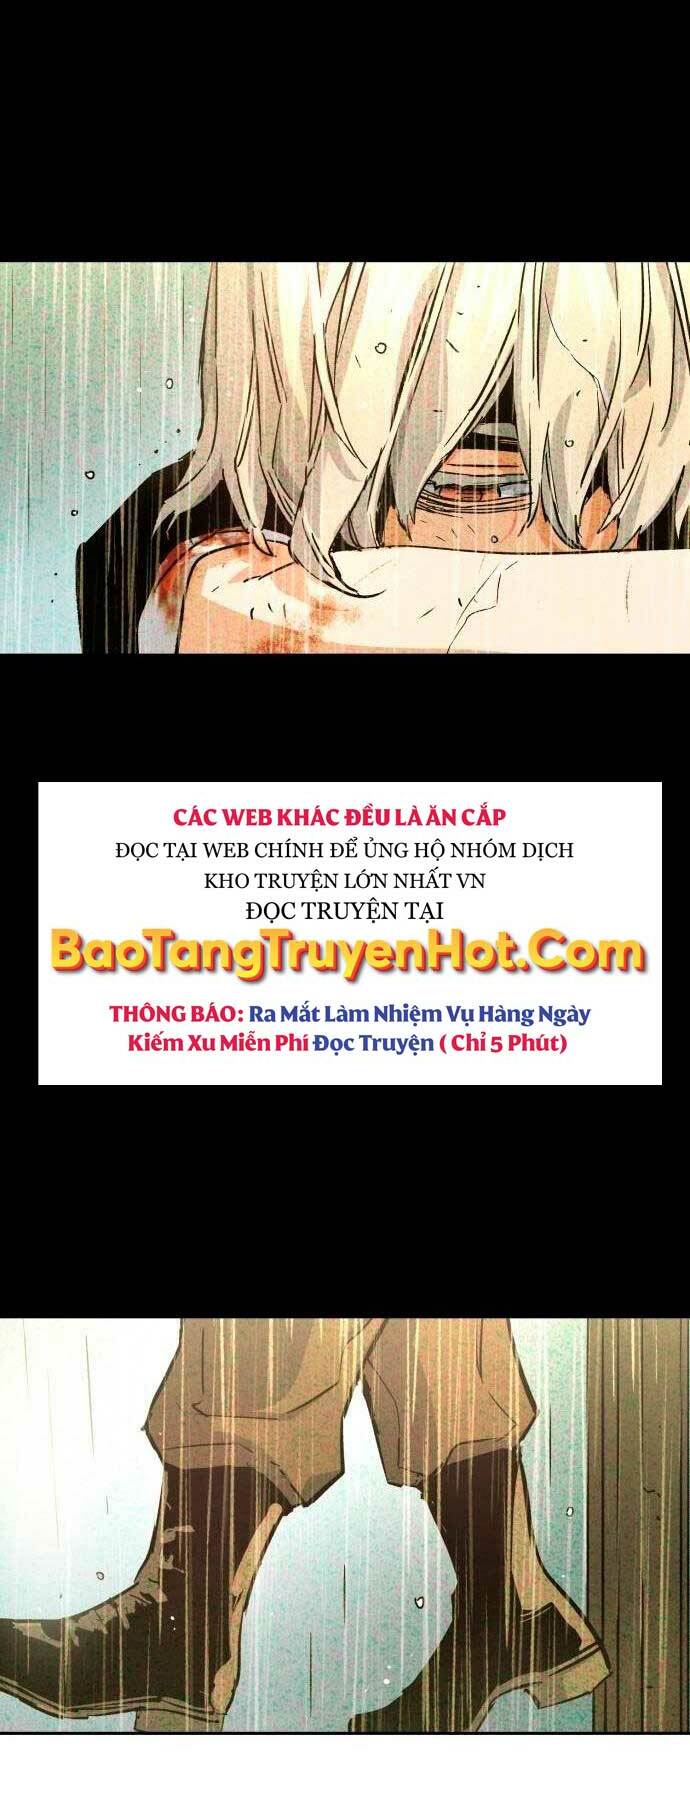 CÁC WEB KHÁC ĐỀU LÀ ĂN CẮP
ĐỌC TẠI WEB CHÍNH ĐỂ ỦNG HỘ NHÓM DỊCH
KHO TRUYỆN LỚN NHẤT VN
ĐỌC TRUYỆN TẠI
BaoTangTruyenHot.Com
THÔNG BÁO: Ra Mắt Làm Nhiệm Vụ Hàng Ngày
Kiếm Xu Miễn Phí Đọc Truyện ( Chỉ 5 Phút)